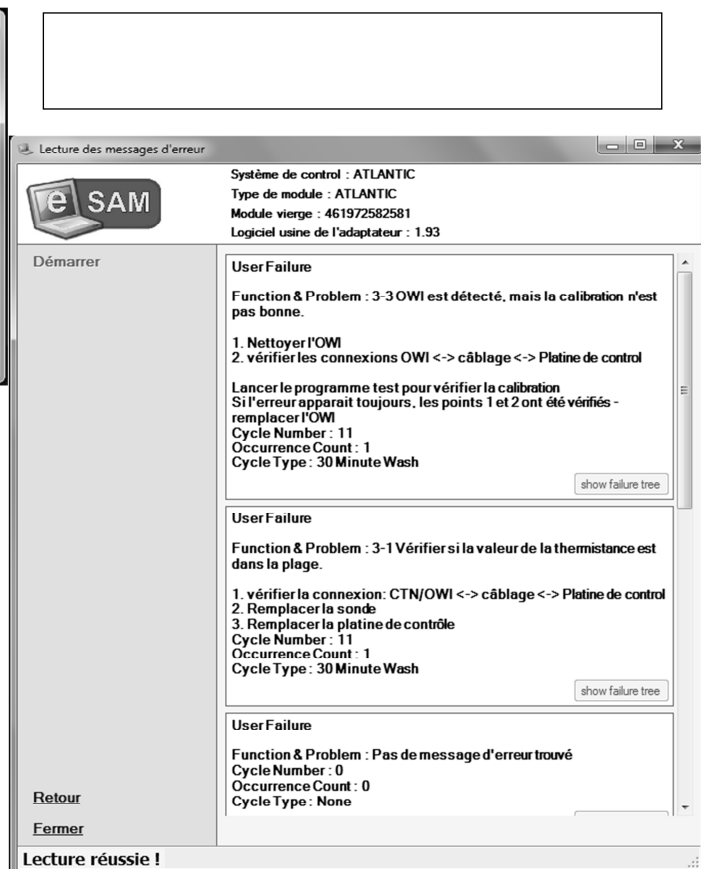 Lecture des messages d'erreur
e SAM
Système de control : ATLANTIC
Type de module : ATLANTIC
Module vierge : 461972582581
Logiciel usine de l'adaptateur : 1.93
Démarrer
User Failure
Function & Problem : 3-3 OWI est détecté, mais la calibration n'est
pas bonne.
1. Nettoyer l'OWI
2. vérifier les connexions OWI <-> câblage <-> Platine de control
Lancer le programme test pour vérifier la calibration
Si l'erreur apparait toujours, les points 1 et 2 ont été vérifiés -
remplacer l'OWI
Cycle Number : 11
Occurrence Count : 1
Cycle Type : 30 Minute Wash
show failure tree
User Failure
Function & Problem : 3-1 Vérifier si la valeur de la thermistance est
dans la plage.
1. vérifier la connexion: CTN/OWI <-> câblage <-> Platine de control
2. Remplacer la sonde
3. Remplacer la platine de contrôle
Cycle Number : 11
Occurrence Count : 1
Cycle Type : 30 Minute Wash
show failure tree
User Failure
Function & Problem : Pas de message d'erreur trouvé
Cycle Number : 0
Occurrence Count : 0
Cycle Type : None
Retour
Fermer
Lecture réussie !